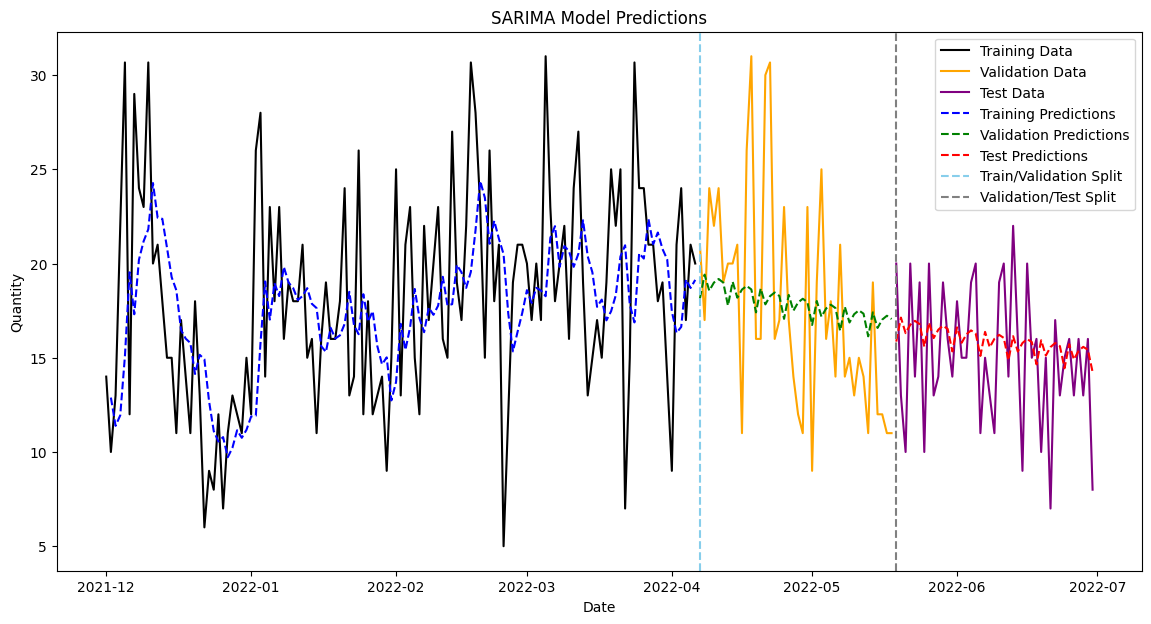 SARIMA Model Predictions
Training Data
Validation Data
Test Data
Training Predictions
Validation Predictions
Test Predictions
Train/Validation Split
Validation/Test Split
Quantity
30
25
20
15
10
5
2021-12
2022-01
2022-02
2022-03
2022-04
2022-05
2022-06
2022-07
Date